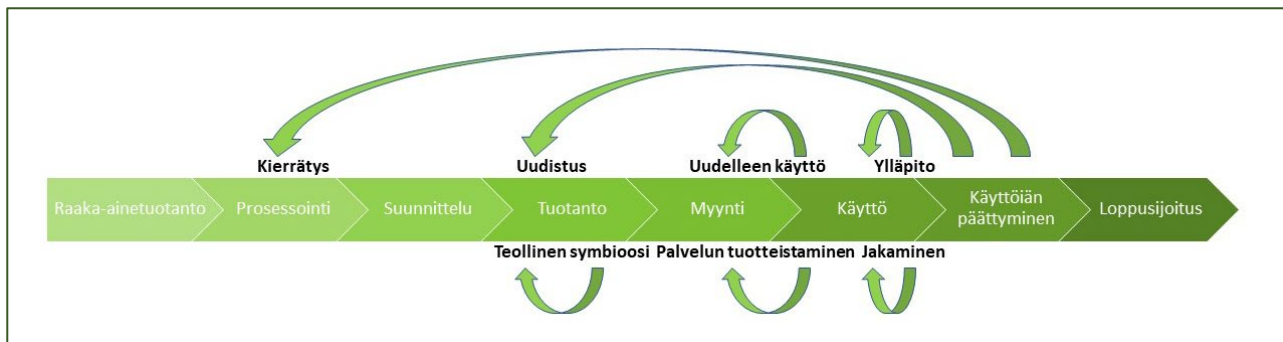 Kierrätys
Uudistus
Uudelleen käyttö
Ylläpito
Raaka-ainetuotanto
Prosessointi
Suunnittelu
Tuotanto
Myynti
Käyttö
Käyttöiän
päättyminen
Loppusijoitus
Teollinen symbioosi
Palvelun tuotteistaminen
Jakaminen